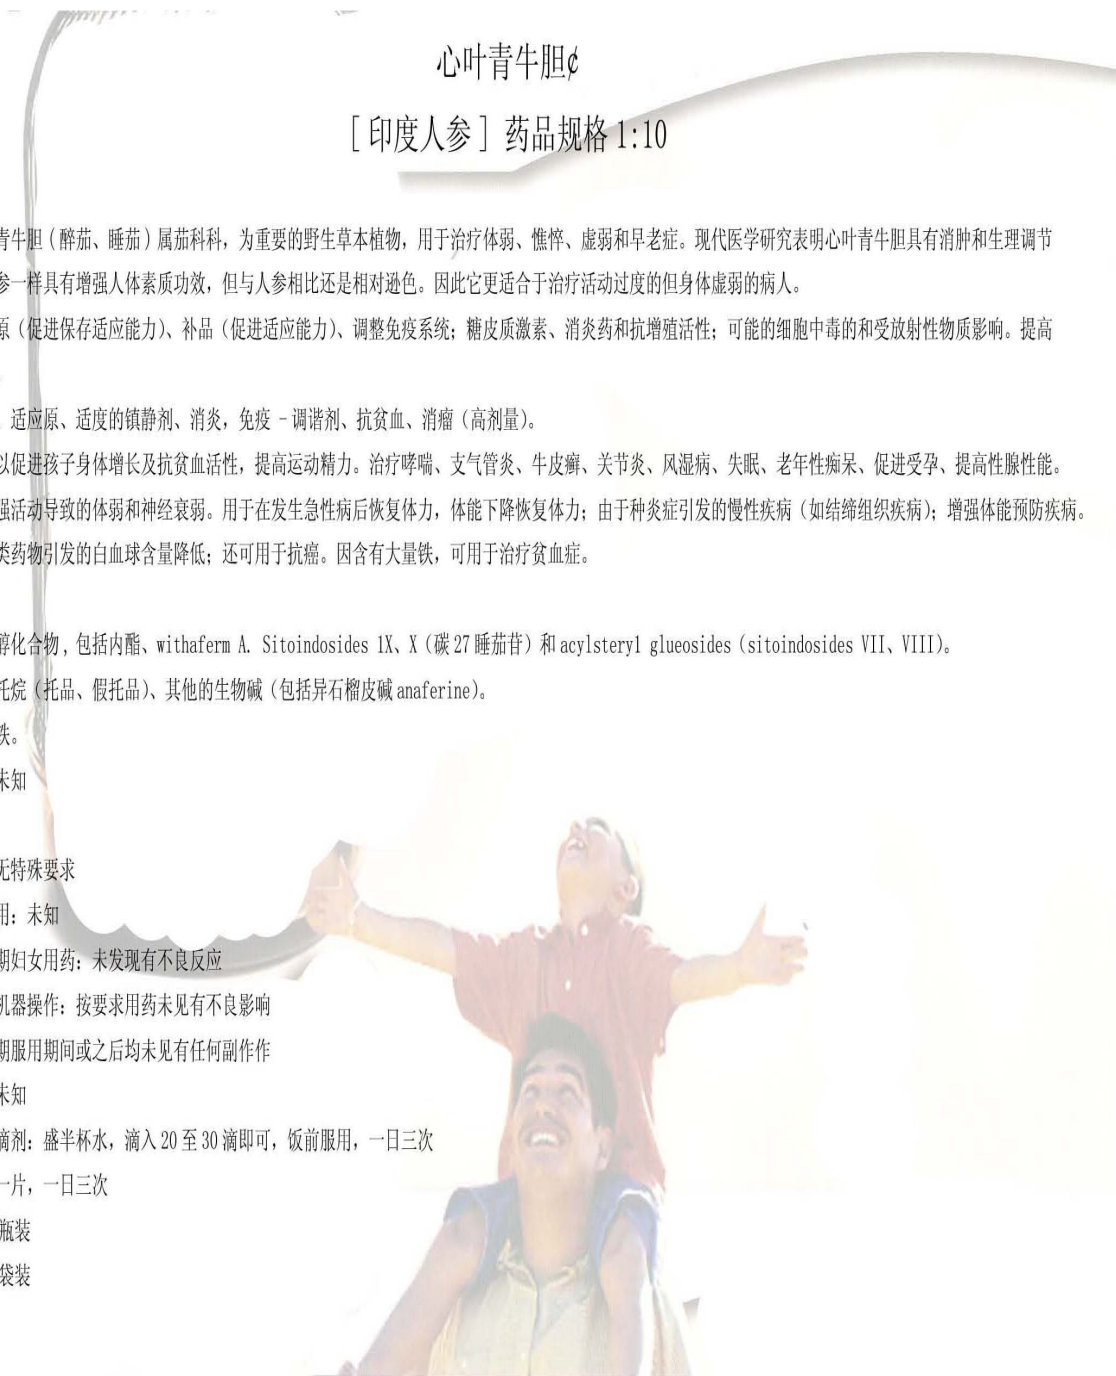 心叶青牛胆¢
[印度人参] 药品规格 1:10
青牛胆(醉茄、睡茄)属茄科科，为重要的野生草本植物，用于治疗体弱、憔悴、虚弱和早老症。现代医学研究表明心叶青牛胆具有消肿和生理调节
参一样具有增强人体素质功效，但与人参相比还是相对逊色。因此它更适合于治疗活动过度的但身体虚弱的病人。
原（促进保存适应能力）、补品（促进适应能力）、调整免疫系统；糖皮质激素、消炎药和抗增殖活性；可能的细胞中毒的和受放射性物质影响。提高
适应原、适度的镇静剂、消炎，免疫－调谐剂、抗贫血、消瘤（高剂量）。
以促进孩子身体增长及抗贫血活性，提高运动精力。治疗哮喘、支气管炎、牛皮癣、关节炎、风湿病、失眠、老年性痴呆、促进受孕、提高性腺性能。
强活动导致的体弱和神经衰弱。用于在发生急性病后恢复体力，体能下降恢复体力；由于种炎症引发的慢性疾病（如结缔组织疾病）；增强体能预防疾病。
类药物引发的白血球含量降低；还可用于抗癌。因含有大量铁，可用于治疗贫血症。
醇化合物，包括内酯、withaferm A. Sitoindosides 1X、X（碳 27 睡茄苷）和 acylstery1 glueosides（sitoindosides VII、VIII）。
托烷（托品、假托品）、其他的生物碱（包括异石榴皮碱 anaferine）。
铁。
未知
无特殊要求
用：未知
期妇女用药：未发现有不良反应
机器操作：按要求用药未见有不良影响
期服用期间或之后均未见有任何副作作
未知
滴剂：盛半杯水，滴入 20 至 30 滴即可，饭前服用，一日三次
一片，一日三次
瓶装
袋装